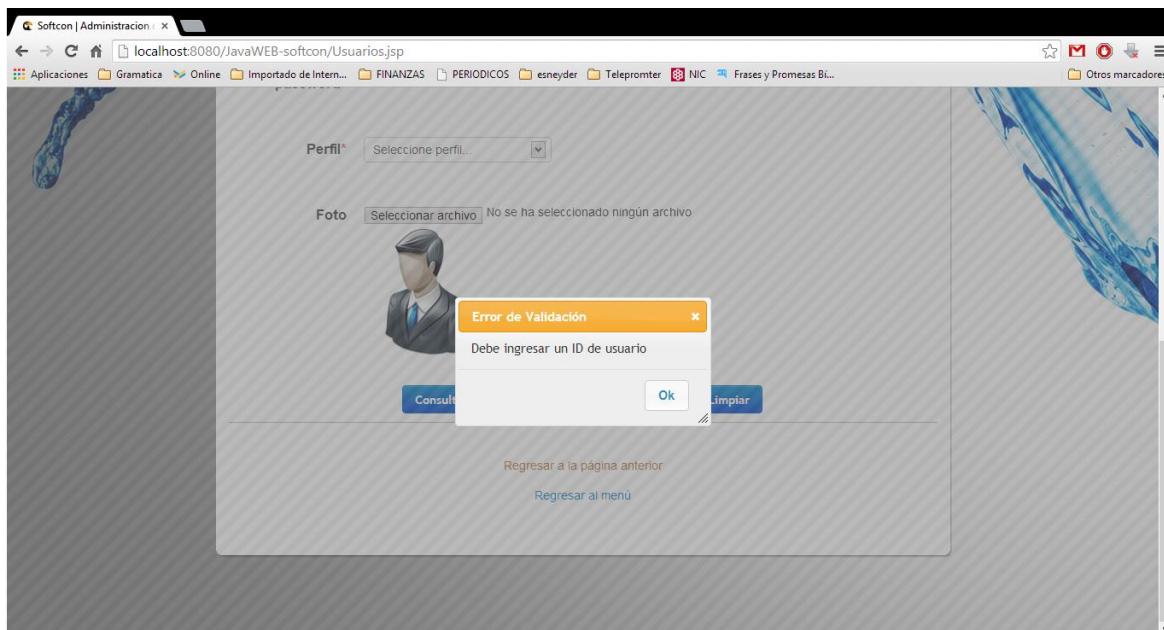 Softcon | Administracion
localhost:8080/JavaWEB-softcon/Usuarios.jsp
Aplicaciones Gramatica Online Importado de Intern... FINANZAS PERIODICOS esneyder Telepromter NIC Frases y Promesas Bí... Otros marcadores
password
Perfil* Seleccione perfil...
Foto Seleccionar archivo No se ha seleccionado ningún archivo
Error de Validación
Debe ingresar un ID de usuario
Ok
Consult Limpiar
Regresar a la página anterior
Regresar al menú